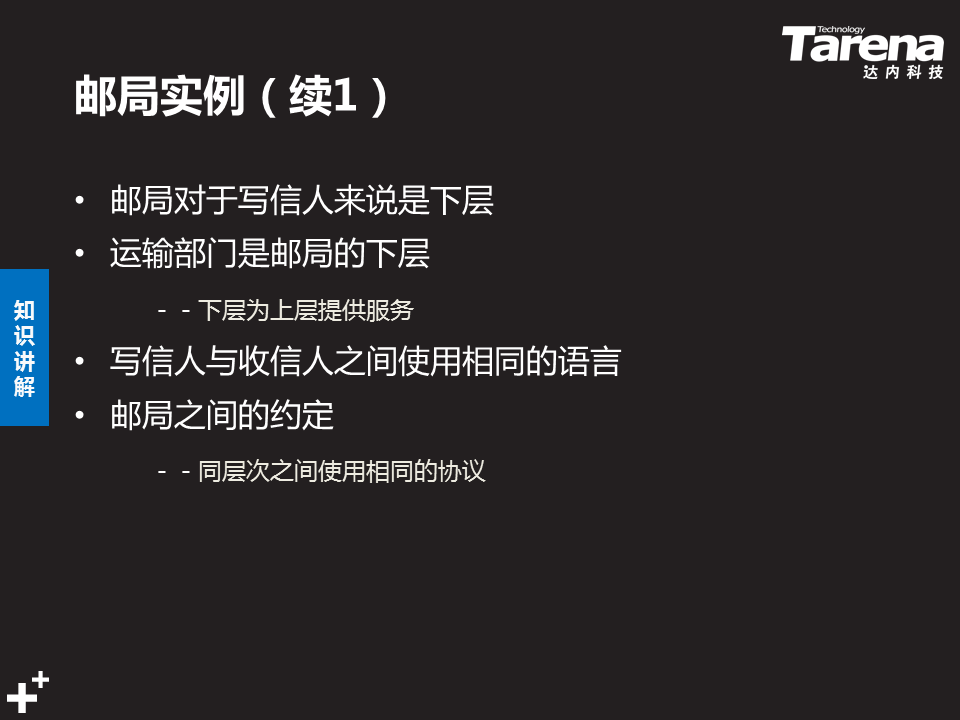 Technology
Tarena
达内科技
邮局实例（续1）
• 邮局对于写信人来说是下层
• 运输部门是邮局的下层
- - 下层为上层提供服务
知识讲解
• 写信人与收信人之间使用相同的语言
• 邮局之间的约定
- - 同层次之间使用相同的协议